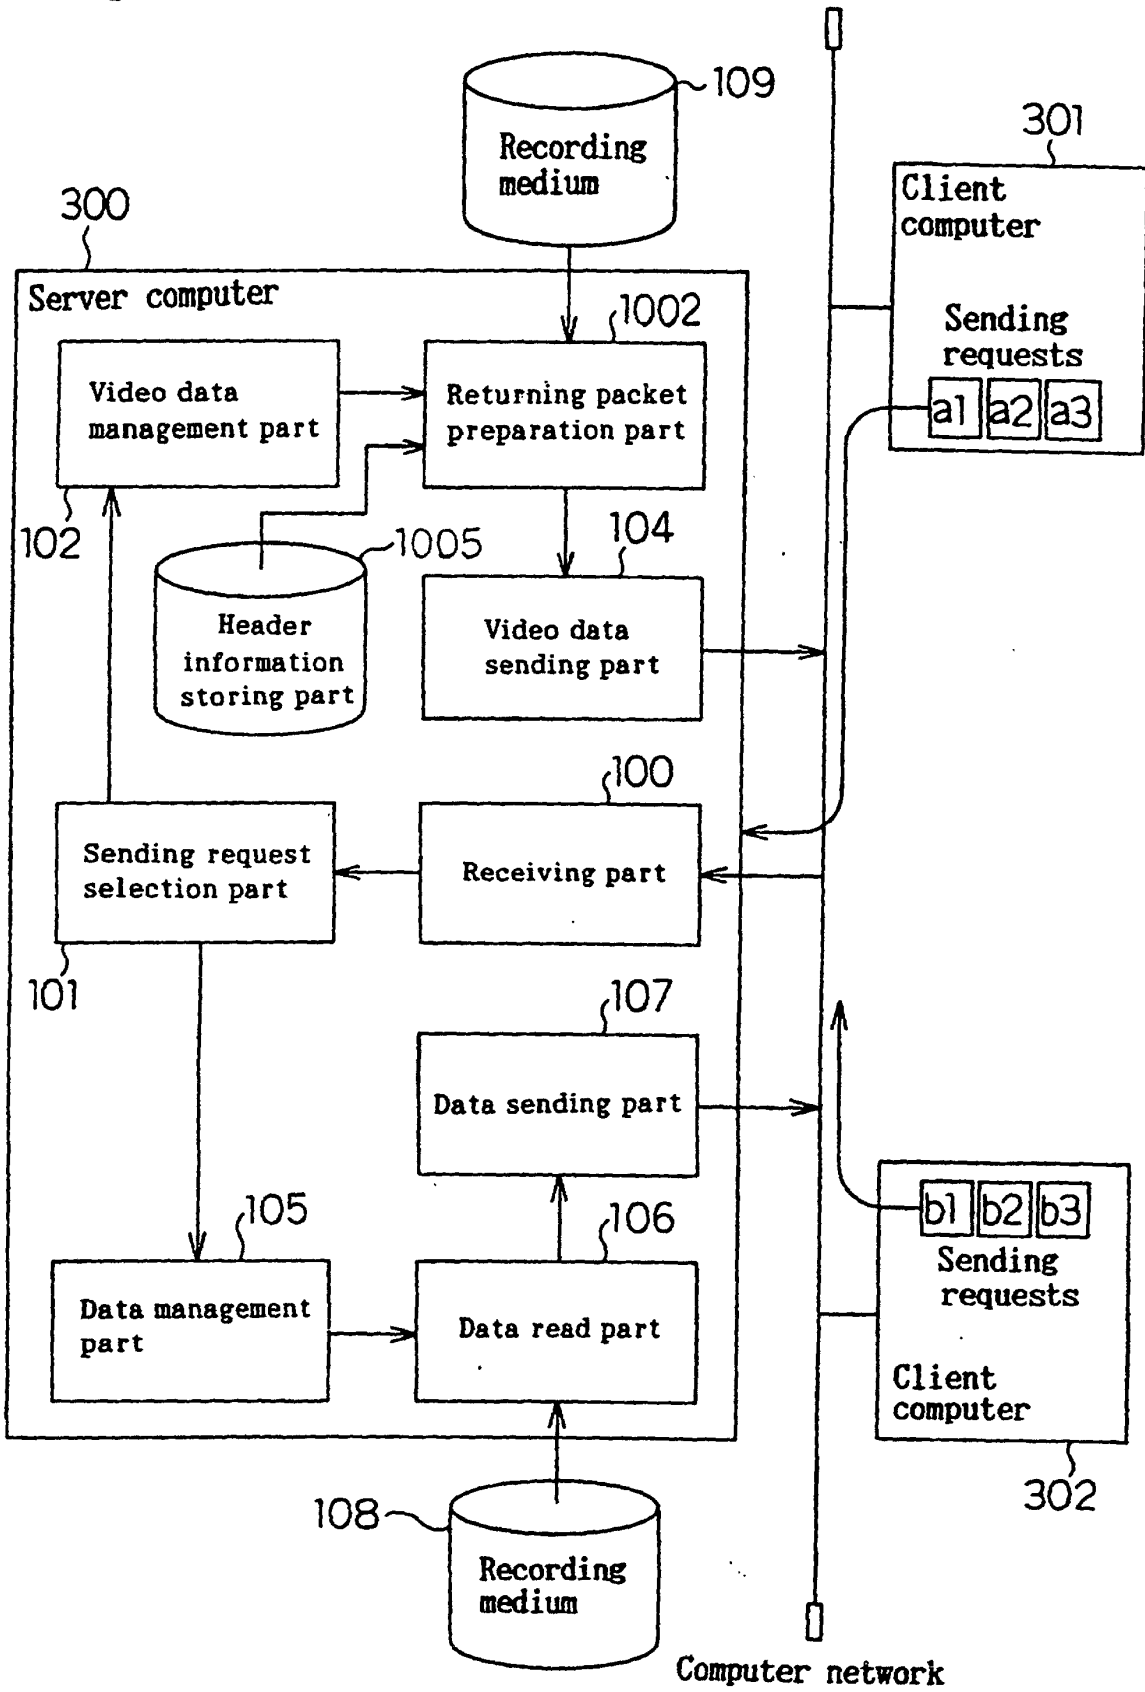 109
Recording
medium
301
Client
computer
Sending
requests
a1 a2 a3
300
Server computer
1002
Video data
management part
Returning packet
preparation part
102
1005
104
Header
information
storing part
Video data
sending part
100
Sending request
selection part
Receiving part
101
107
Data sending part
105
106
Data management
part
Data read part
b1 b2 b3
Sending
requests
Client
computer
302
108
Recording
medium
Computer network